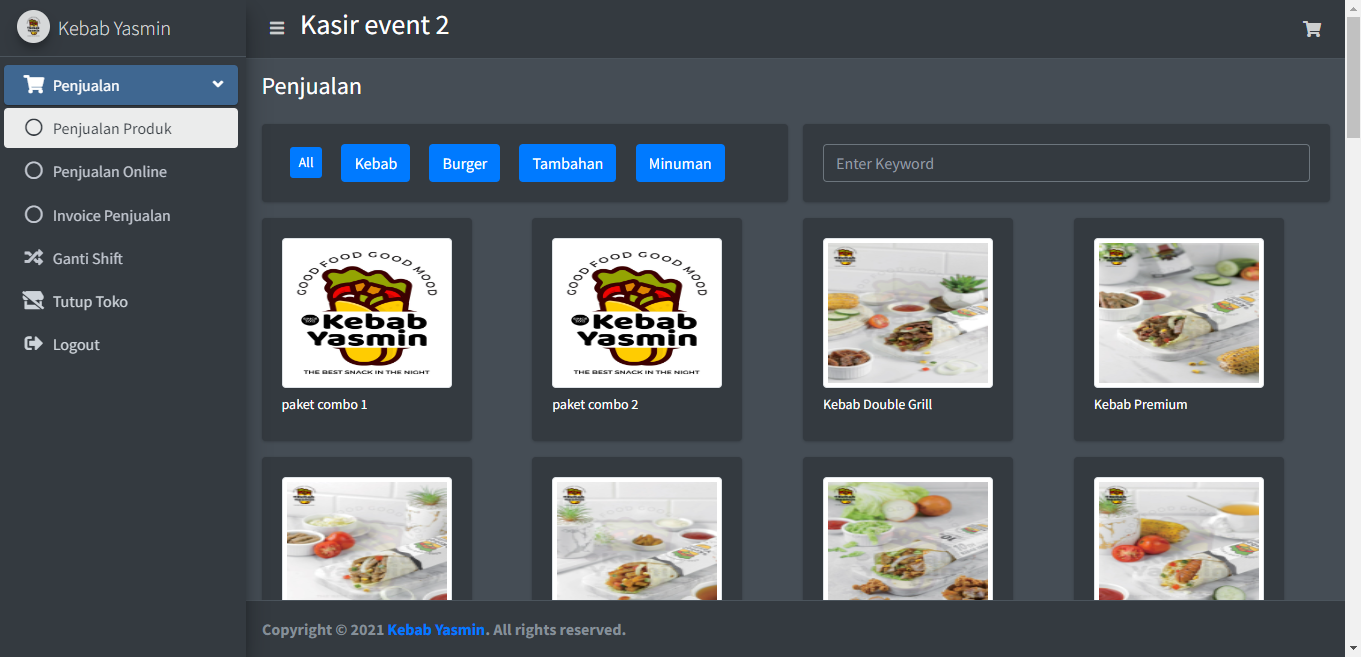 Kebab Yasmin
Kasir event 2
Penjualan
Penjualan Produk
Penjualan Online
Invoice Penjualan
Ganti Shift
Tutup Toko
Logout
Penjualan
All
Kebab
Burger
Tambahan
Minuman
Enter Keyword
GOOD FOOD GOOD MOOD
Kebab
Yasmin
THE BEST SNACK IN THE NIGHT
paket combo 1
GOOD FOOD GOOD MOOD
Kebab
Yasmin
THE BEST SNACK IN THE NIGHT
paket combo 2
Kebab Double Grill
Kebab Premium
Copyright © 2021 Kebab Yasmin. All rights reserved.